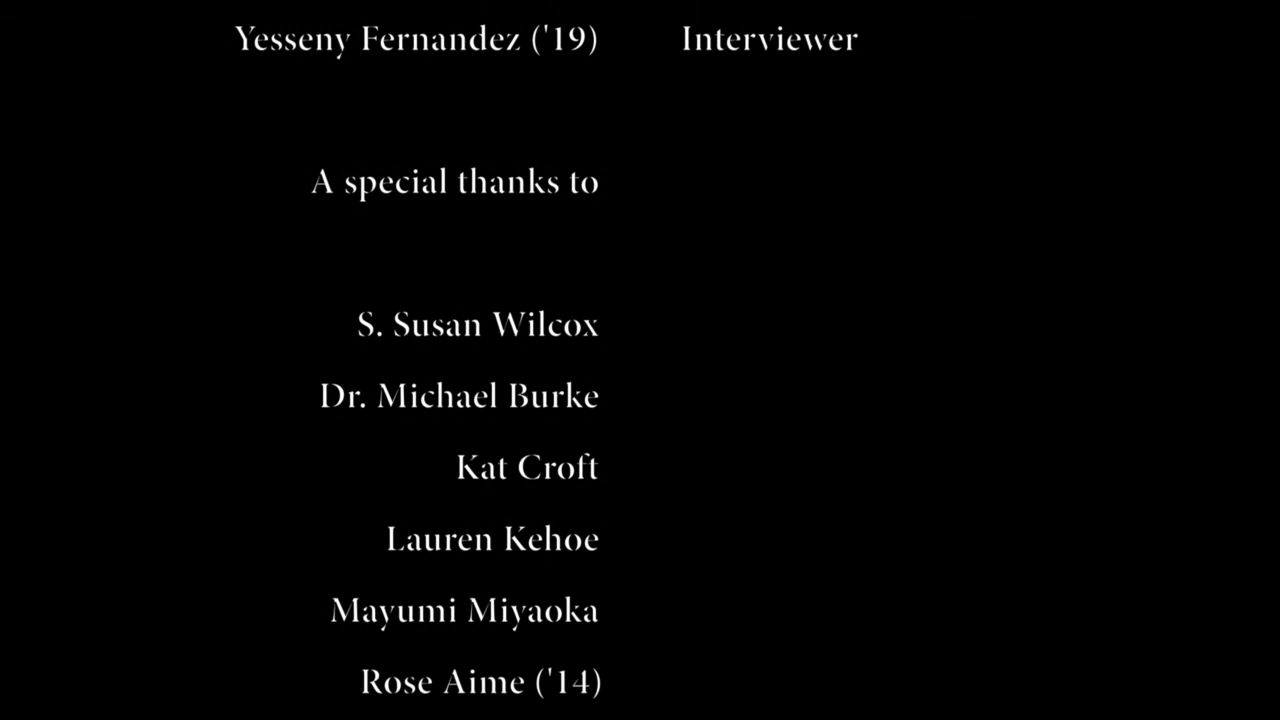 Yesseny Fernandez ('19) Interviewer
A special thanks to
S. Susan Wilcox
Dr. Michael Burke
Kat Croft
Lauren Kehoe
Mayumi Miyaoka
Rose Aime ('14)